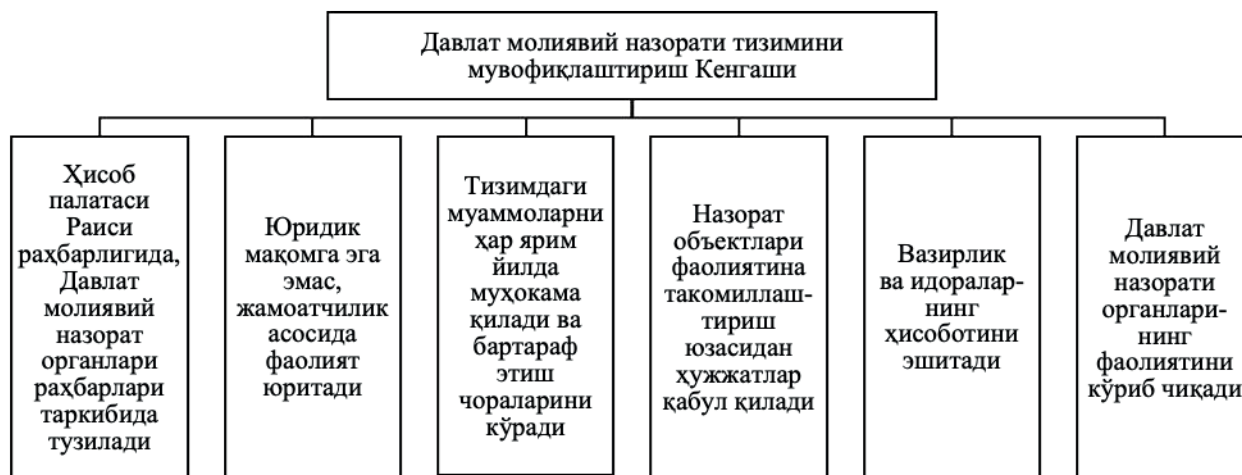 Давлат молиявий назорати тизимини
мувофиқлаштириш Кенгаши
Ҳисоб
палатаси
Раиси
раҳбарлигида,
Давлат
молиявий
назорат
органлари
раҳбарлари
таркибида
тузилади
Юридик
мақомга эга
эмас,
жамоатчилик
асосида
фаолият
юритади
Тизимдаги
муаммоларни
ҳар ярим
йилда
муҳокама
қилади ва
бартараф
этиш
чораларини
кўради
Назорат
объектлари
фаолиятина
такомиллаш-
тириш
юзасидан
ҳужжатлар
қабул қилади
Вазирлик
ва идоралар-
нинг
ҳисоботини
эшитади
Давлат
молиявий
назорати
органлари-
нинг
фаолиятини
кўриб чиқади